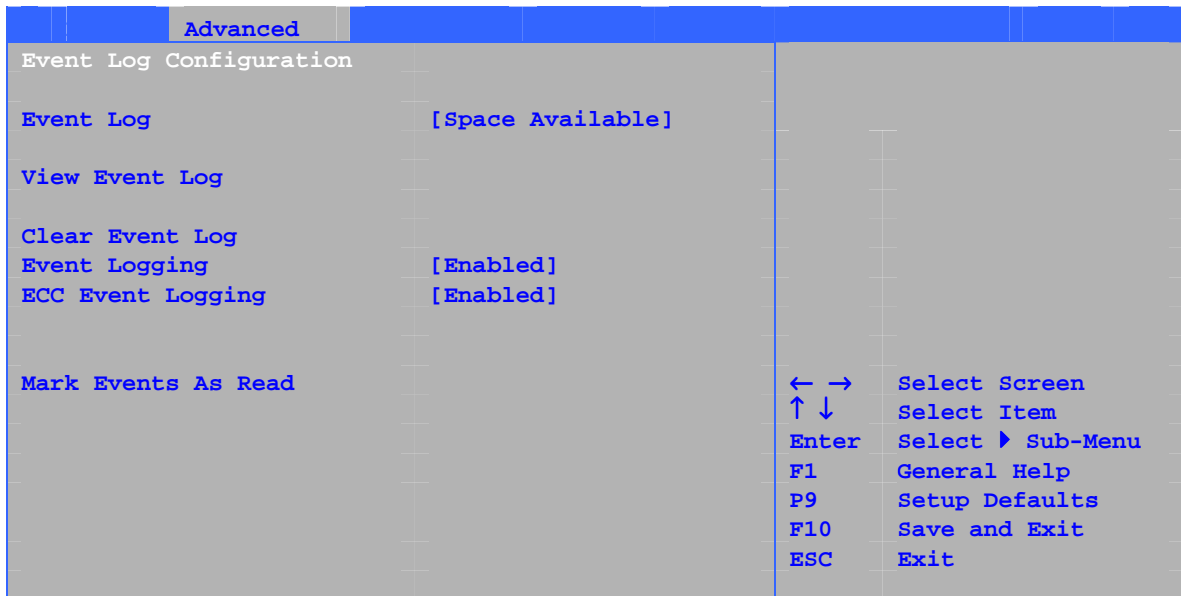 Advanced
Event Log Configuration
Event Log [Space Available]
View Event Log
Clear Event Log
Event Logging [Enabled]
ECC Event Logging [Enabled]
Mark Events As Read
← → Select Screen
↑ ↓ Select Item
Enter Select ▶ Sub-Menu
F1 General Help
P9 Setup Defaults
F10 Save and Exit
ESC Exit